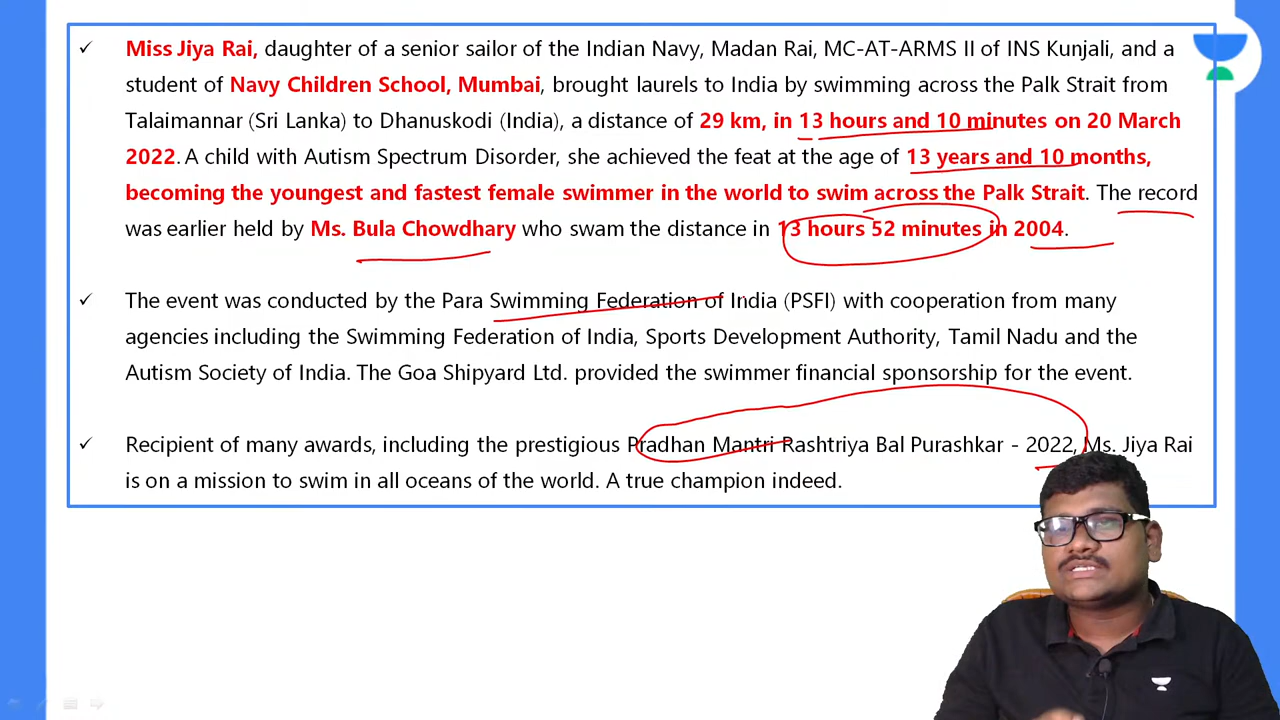 Miss Jiya Rai, daughter of a senior sailor of the Indian Navy, Madan Rai, MC-AT-ARMS II of INS Kunjali, and a
student of Navy Children School, Mumbai, brought laurels to India by swimming across the Palk Strait from
Talaimannar (Sri Lanka) to Dhanuskodi (India), a distance of 29 km, in 13 hours and 10 minutes on 20 March
2022. A child with Autism Spectrum Disorder, she achieved the feat at the age of 13 years and 10 months,
becoming the youngest and fastest female swimmer in the world to swim across the Palk Strait. The record
was earlier held by Ms. Bula Chowdhary who swam the distance in 13 hours 52 minutes in 2004.
The event was conducted by the Para Swimming Federation of India (PSFI) with cooperation from many
agencies including the Swimming Federation of India, Sports Development Authority, Tamil Nadu and the
Autism Society of India. The Goa Shipyard Ltd. provided the swimmer financial sponsorship for the event.
Recipient of many awards, including the prestigious Pradhan Mantri Rashtriya Bal Purashkar - 2022, Ms. Jiya Rai
is on a mission to swim in all oceans of the world. A true champion indeed.